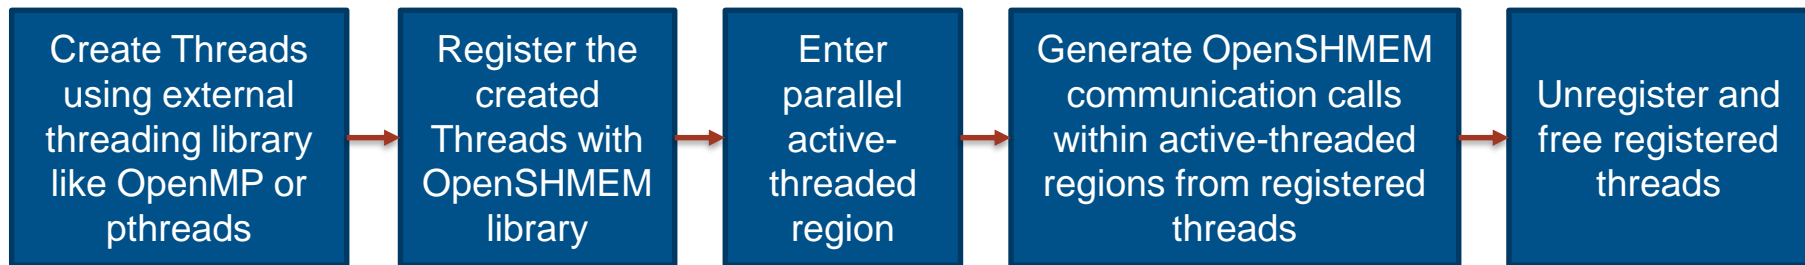 Create Threads
using external
threading library
like OpenMP or
pthreads
Register the
created
Threads with
OpenSHMEM
library
Enter
parallel
active-
threaded
region
Generate OpenSHMEM
communication calls
within active-threaded
regions from registered
threads
Unregister and
free registered
threads